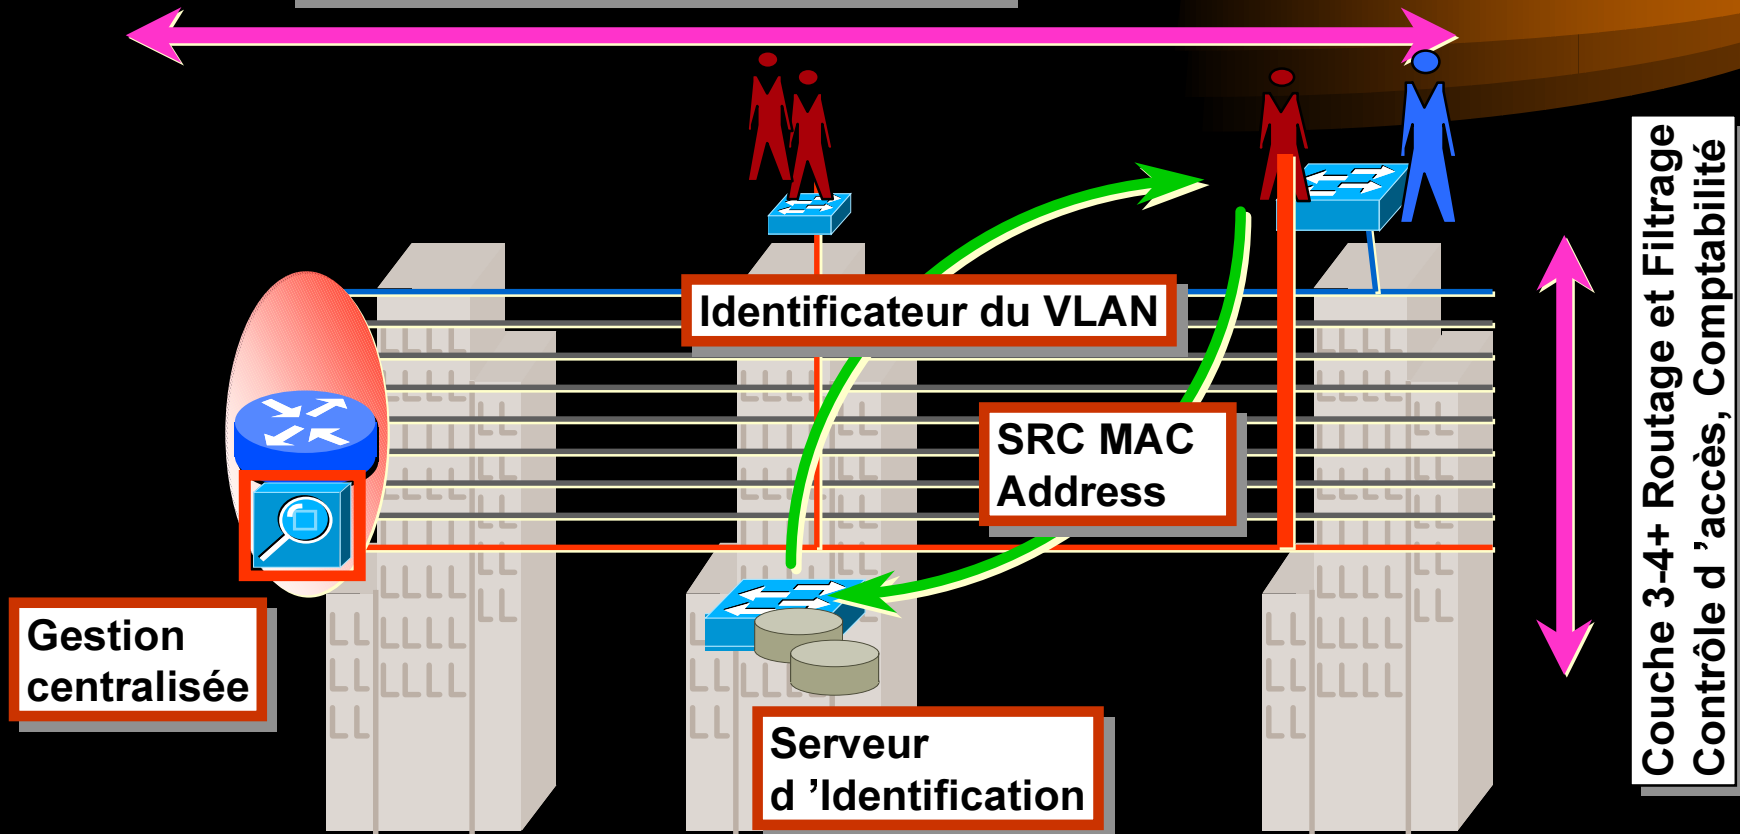 Identificateur du VLAN
SRC MAC
Address
Gestion
centralisée
Serveur
d ’Identification
Couche 3-4+ Routage et Filtrage
Contrôle d ’accès, Comptabilité